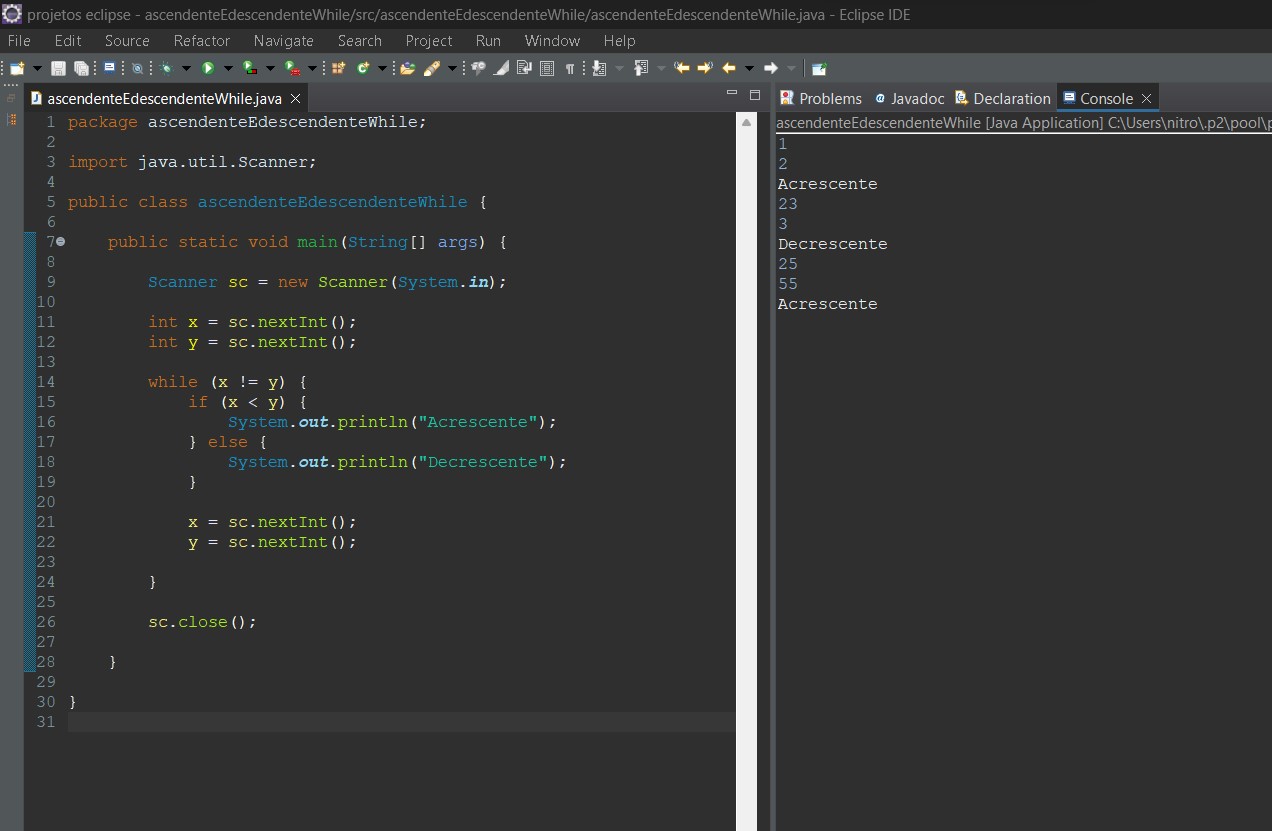 projetos eclipse - ascendenteEdescendenteWhile/src/ascendenteEdescendenteWhile/ascendenteEdescendenteWhile.java - Eclipse IDE
File Edit Source Refactor Navigate Search Project Run Window Help
ascendenteEdescendenteWhile.java
1 package ascendenteEdescendenteWhile;
2
3 import java.util.Scanner;
4
5 public class ascendenteEdescendenteWhile {
6
7 public static void main(String[] args) {
8
9 Scanner sc = new Scanner(System.in);
10
11 int x = sc.nextInt();
12 int y = sc.nextInt();
13
14 while (x != y) {
15 if (x < y) {
16 System.out.println("Acrescente");
17 } else {
18 System.out.println("Decrescente");
19 }
20
21 x = sc.nextInt();
22 y = sc.nextInt();
23
24 }
25
26 sc.close();
27
28 }
29
30 }
31
Problems @ Javadoc Declaration Console
ascendenteEdescendenteWhile [Java Application] C:\Users\nitro\.p2\pool\p
1
2
Acrescente
23
3
Decrescente
25
55
Acrescente